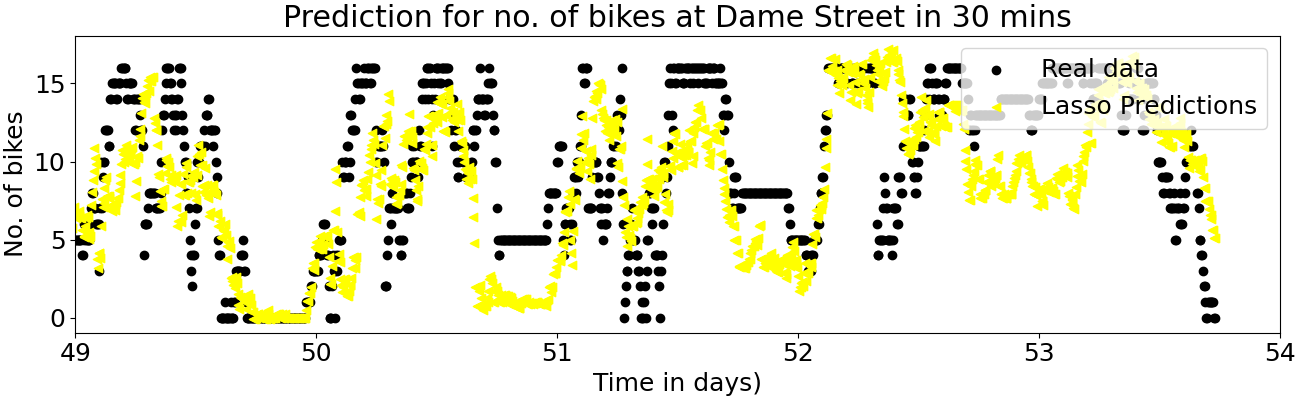 Prediction for no. of bikes at Dame Street in 30 mins
Real data
Lasso Predictions
No. of bikes
15
10
5
0
49 50 51 52 53 54
Time in days)